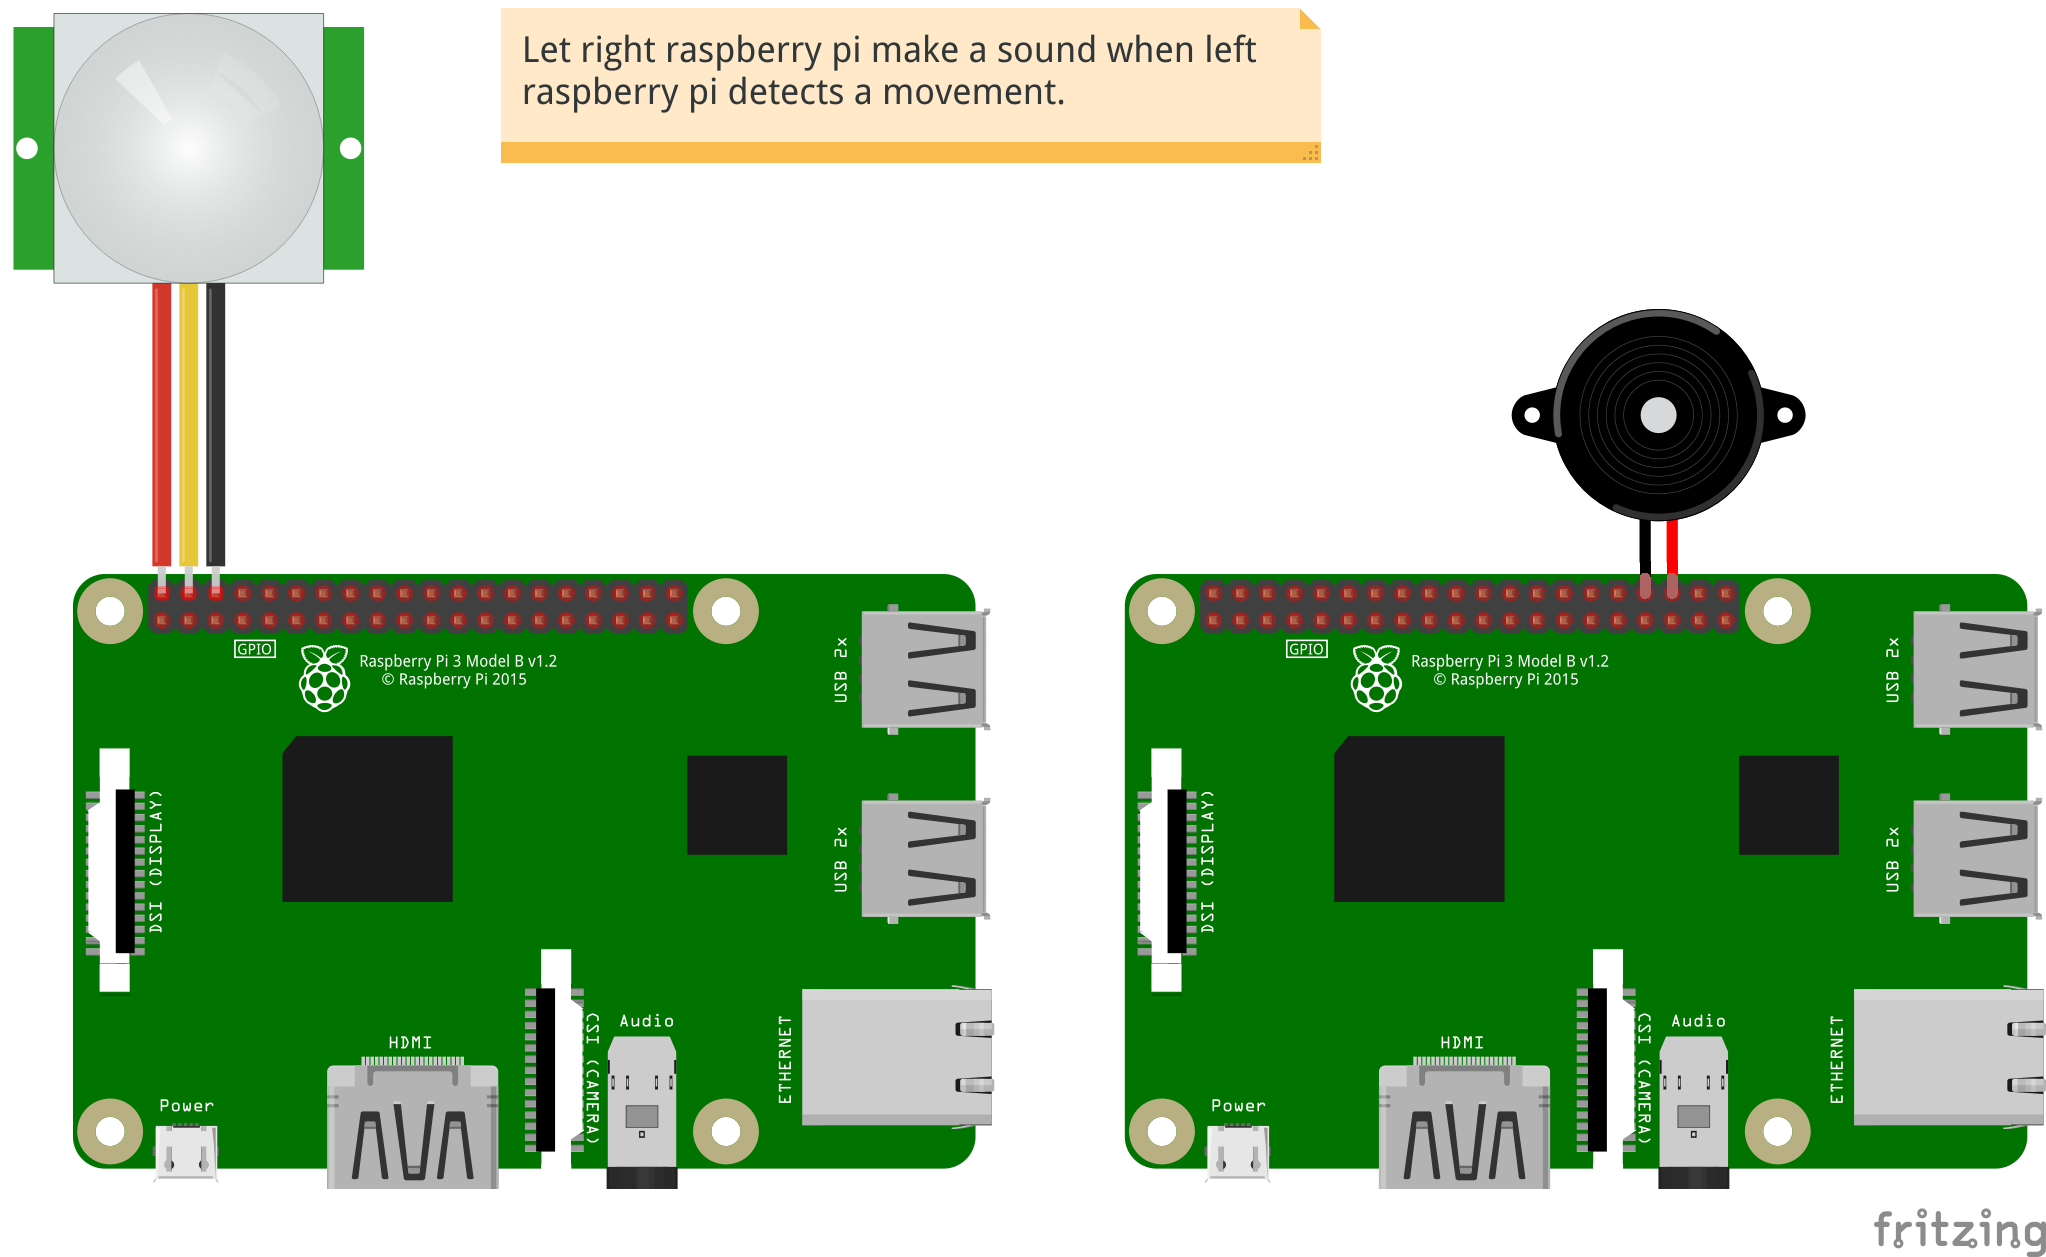 Let right raspberry pi make a sound when left
raspberry pi detects a movement.
GPIO
Raspberry Pi 3 Model B v1.2
© Raspberry Pi 2015
USB 2x
DSI (DISPLAY)
USB 2x
HDMI
CSI (CAMERA)
Audio
ETHERNET
Power
GPIO
Raspberry Pi 3 Model B v1.2
© Raspberry Pi 2015
USB 2x
DSI (DISPLAY)
USB 2x
HDMI
CSI (CAMERA)
Audio
ETHERNET
Power
fritzing